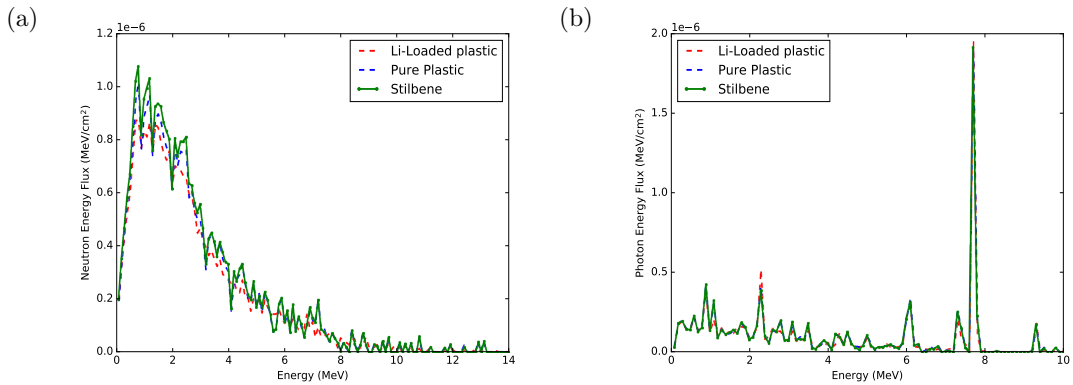 (a)
1e−6
Neutron Energy Flux (MeV/cm²)
1.2
1.0
0.8
0.6
0.4
0.2
0.0
Li-Loaded plastic
Pure Plastic
Stilbene
0 2 4 6 8 10 12 14
Energy (MeV)
(b)
1e−6
Photon Energy Flux (MeV/cm²)
2.0
1.5
1.0
0.5
0.0
Li-Loaded plastic
Pure Plastic
Stilbene
0 2 4 6 8 10
Energy (MeV)